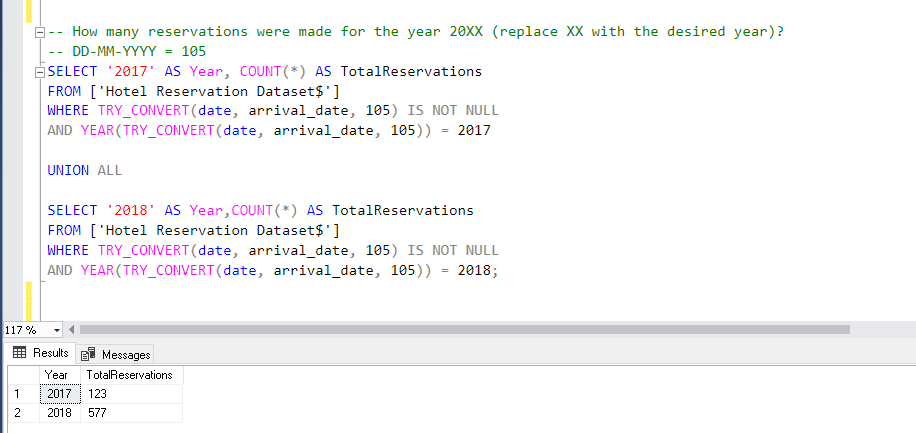 -- How many reservations were made for the year 20XX (replace XX with the desired year)?
-- DD-MM-YYYY = 105
SELECT '2017' AS Year, COUNT(*) AS TotalReservations
FROM ['Hotel Reservation Dataset$']
WHERE TRY_CONVERT(date, arrival_date, 105) IS NOT NULL
AND YEAR(TRY_CONVERT(date, arrival_date, 105)) = 2017
UNION ALL
SELECT '2018' AS Year,COUNT(*) AS TotalReservations
FROM ['Hotel Reservation Dataset$']
WHERE TRY_CONVERT(date, arrival_date, 105) IS NOT NULL
AND YEAR(TRY_CONVERT(date, arrival_date, 105)) = 2018;
117 %
Results Messages
Year TotalReservations
1 2017 123
2 2018 577